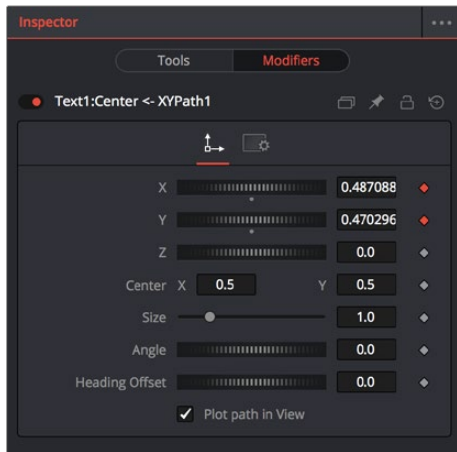 Inspector
Tools Modifiers
Text1:Center <- XYPath1
X 0.487088
Y 0.470296
Z 0.0
Center X 0.5 Y 0.5
Size 1.0
Angle 0.0
Heading Offset 0.0
Plot path in View